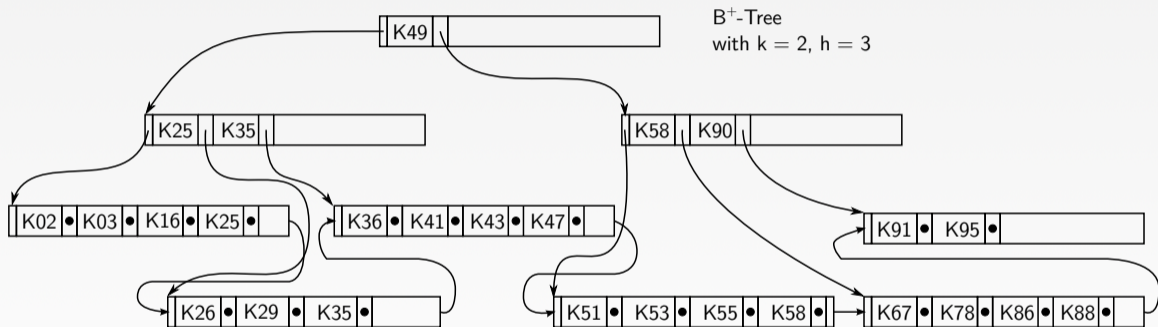 B+-Tree
with k = 2, h = 3
K49
K25 K35
K58 K90
K02 K03 K16 K25
K36 K41 K43 K47
K91 K95
K26 K29 K35
K51 K53 K55 K58
K67 K78 K86 K88